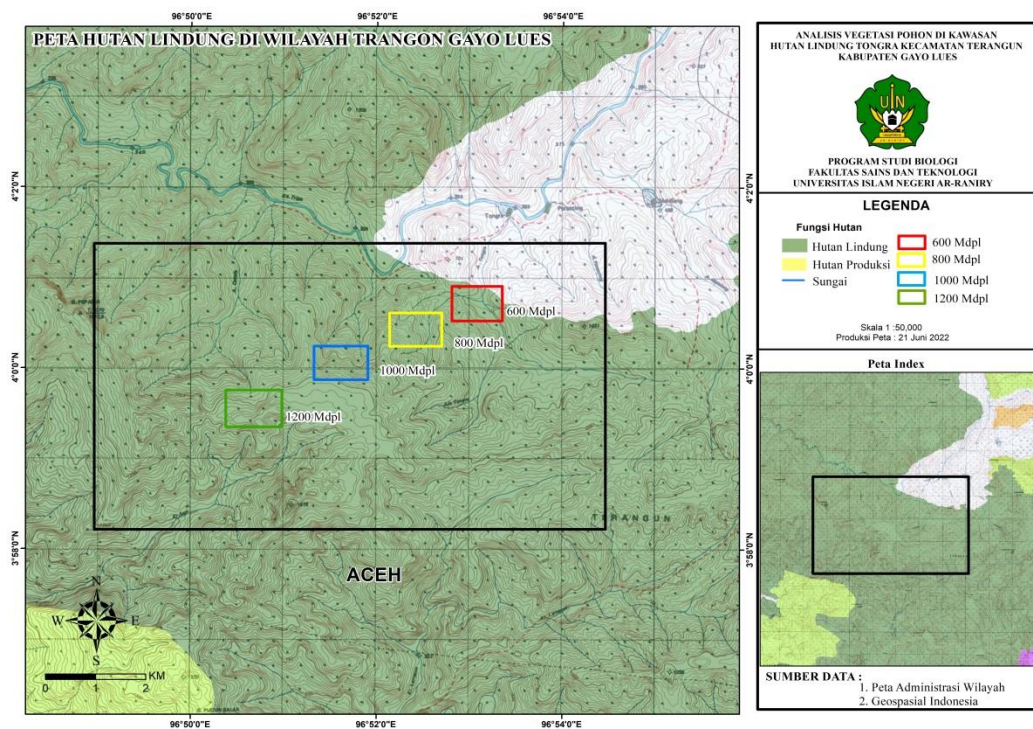 96°50'0"E 96°52'0"E 96°54'0"E
PETA HUTAN LINDUNG DI WILAYAH TRANGON GAYO LUES
4°2'0"N
4°2'0"N
600 Mdpl
800 Mdpl
4°0'0"N
4°0'0"N
1000 Mdpl
1200 Mdpl
TERANGUN
3°58'0"N
3°58'0"N
ACEH
N
W E
S
KM
0 1 2
96°50'0"E 96°52'0"E 96°54'0"E
ANALISIS VEGETASI POHON DI KAWASAN
HUTAN LINDUNG TONGRA KECAMATAN TERANGUN
KABUPATEN GAYO LUES
UIN
PROGRAM STUDI BIOLOGI
FAKULTAS SAINS DAN TEKNOLOGI
UNIVERSITAS ISLAM NEGERI AR-RANIRY
LEGENDA
Fungsi Hutan
Hutan Lindung
Hutan Produksi
Sungai
600 Mdpl
800 Mdpl
1000 Mdpl
1200 Mdpl
Skala 1 :50,000
Produksi Peta : 21 Juni 2022
Peta Index
SUMBER DATA :
1. Peta Administrasi Wilayah
2. Geospasial Indonesia